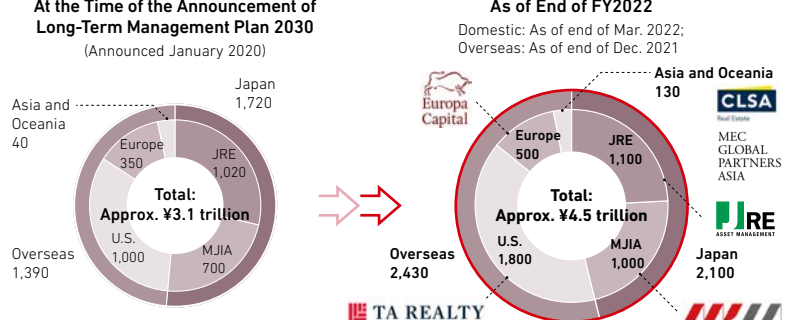 At the Time of the Announcement of
Long-Term Management Plan 2030
(Announced January 2020)
Japan
1,720
Asia and
Oceania
40
Europe
350
JRE
1,020
Total:
Approx. ¥3.1 trillion
U.S.
1,000
MJIA
700
Overseas
1,390
As of End of FY2022
Domestic: As of end of Mar. 2022;
Overseas: As of end of Dec. 2021
Asia and Oceania
130
Europa
Capital
CLSA
Real Estate
MEC
GLOBAL
PARTNERS
ASIA
Europe
500
JRE
1,100
Total:
Approx. ¥4.5 trillion
JRE
ASSET MANAGEMENT
U.S.
1,800
MJIA
1,000
Overseas
2,430
Japan
2,100
TA REALTY